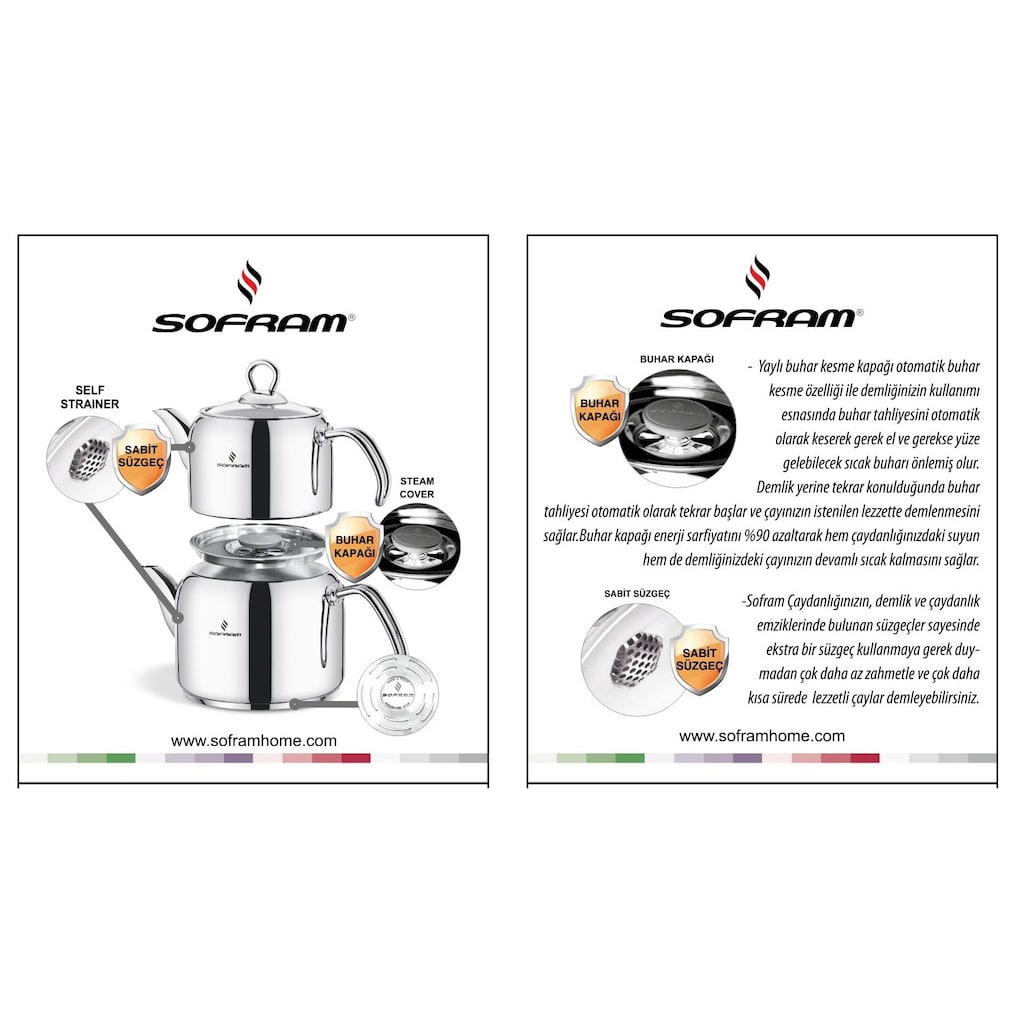 SOFRAM®
SELF
STRAINER
SABİT
SÜZGEÇ
SOFRAM
STEAM
COVER
BUHAR
KAPAĞI
SOFRAM
SOFRAM
www.soframhome.com
SOFRAM®
BUHAR KAPAĞI
BUHAR
KAPAĞI
SOFRAM
- Yaylı buhar kesme kapağı otomatik buhar
kesme özelliği ile demliğinizin kullanımı
esnasında buhar tahliyesini otomatik
olarak keserek gerek el ve gerekse yüze
gelebilecek sıcak buharı önlemiş olur.
Demlik yerine tekrar konulduğunda buhar
tahliyesi otomatik olarak tekrar başlar ve çayınızın istenilen lezzette demlenmesini
sağlar.Buhar kapağı enerji sarfiyatını %90 azaltarak hem çaydanlığınızdaki suyun
hem de demliğinizdeki çayınızın devamlı sıcak kalmasını sağlar.
SABİT SÜZGEÇ
SABİT
SÜZGEÇ
-Sofram Çaydanlığınızın, demlik ve çaydanlık
emziklerinde bulunan süzgeçler sayesinde
ekstra bir süzgeç kullanmaya gerek duy-
madan çok daha az zahmetle ve çok daha
kısa sürede lezzetli çaylar demleyebilirsiniz.
www.soframhome.com